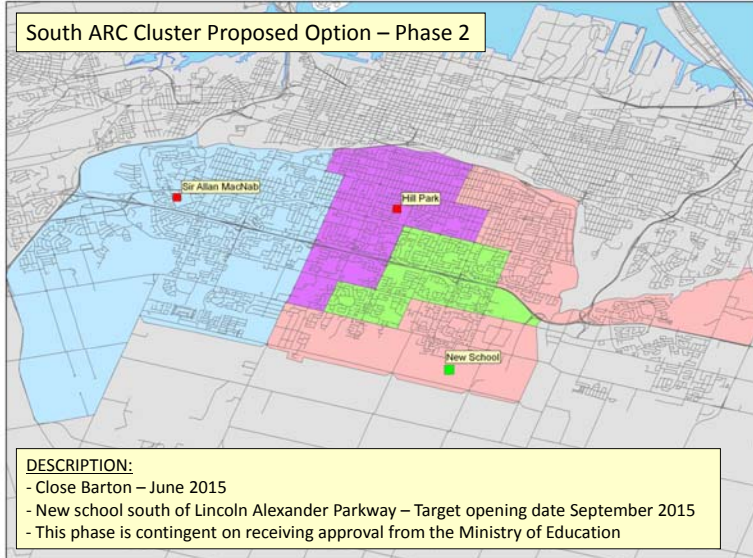 South ARC Cluster Proposed Option – Phase 2
Sir Allan MacNab
Hill Park
New School
DESCRIPTION:
- Close Barton – June 2015
- New school south of Lincoln Alexander Parkway – Target opening date September 2015
- This phase is contingent on receiving approval from the Ministry of Education